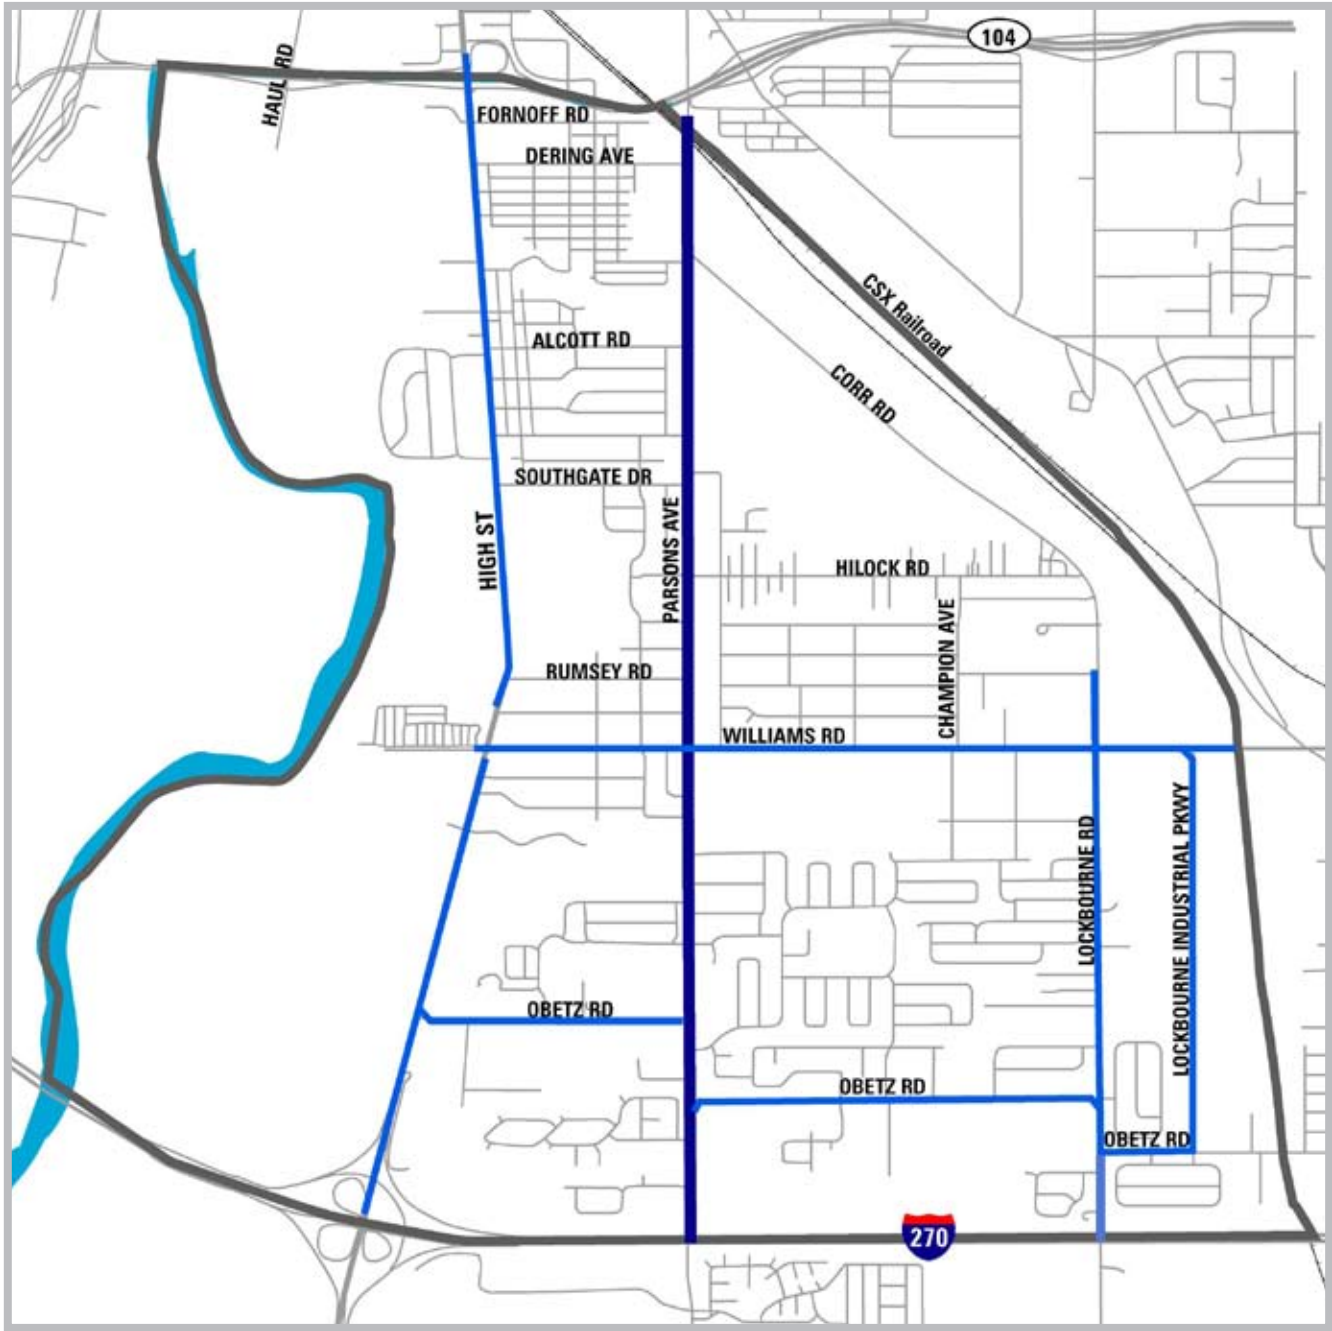 104
HAUL RD
FORNOFF RD
DERING AVE
CSX Railroad
ALCOTT RD
CORR RD
SOUTHGATE DR
HIGH ST
PARSONS AVE
HILOCK RD
CHAMPION AVE
RUMSEY RD
WILLIAMS RD
LOCKBOURNE RD
LOCKBOURNE INDUSTRIAL PKWY
OBETZ RD
OBETZ RD
OBETZ RD
270